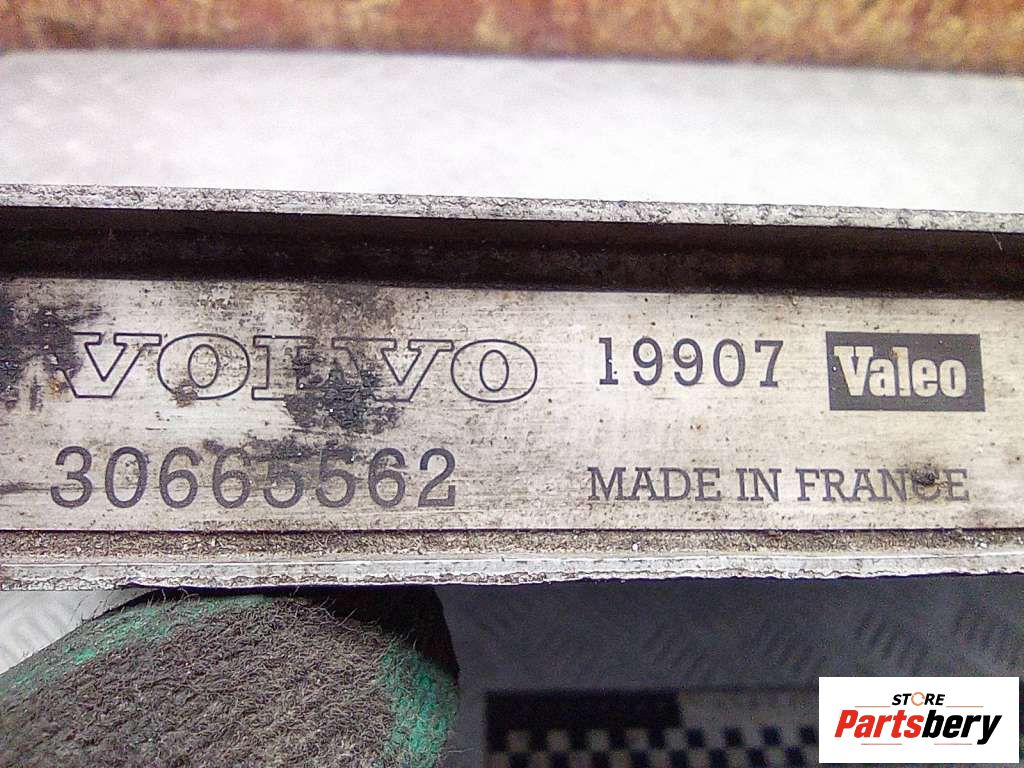 VOLVO 19907 Valeo
30665562 MADE IN FRANCE
STORE
Partsbery